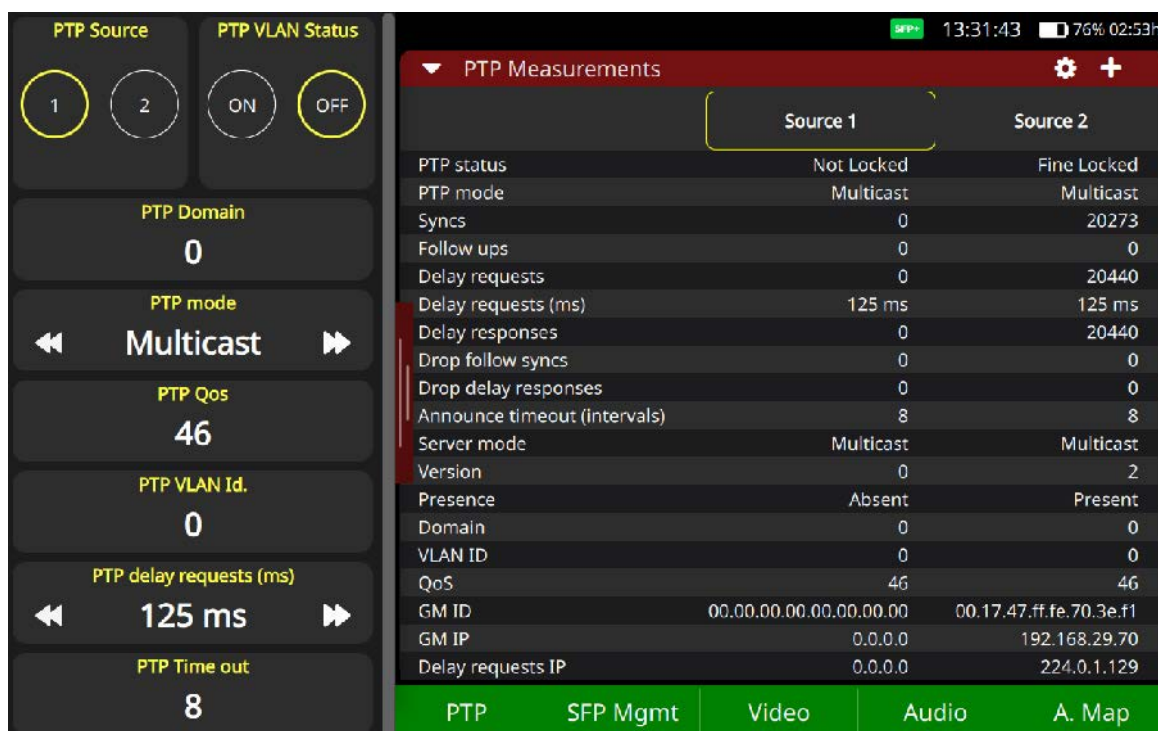 PTP Source PTP VLAN Status
1 2 ON OFF
PTP Domain
0
PTP mode
Multicast
PTP Qos
46
PTP VLAN Id.
0
PTP delay requests (ms)
125 ms
PTP Time out
8
SFP+ 13:31:43 76% 02:53h
PTP Measurements
Source 1 Source 2
PTP status Not Locked Fine Locked
PTP mode Multicast Multicast
Syncs 0 20273
Follow ups 0 0
Delay requests 0 20440
Delay requests (ms) 125 ms 125 ms
Delay responses 0 20440
Drop follow syncs 0 0
Drop delay responses 0 0
Announce timeout (intervals) 8 8
Server mode Multicast Multicast
Version 0 2
Presence Absent Present
Domain 0 0
VLAN ID 0 0
QoS 46 46
GM ID 00.00.00.00.00.00.00.00 00.17.47.ff.fe.70.3e.f1
GM IP 0.0.0.0 192.168.29.70
Delay requests IP 0.0.0.0 224.0.1.129
PTP SFP Mgmt Video Audio A. Map